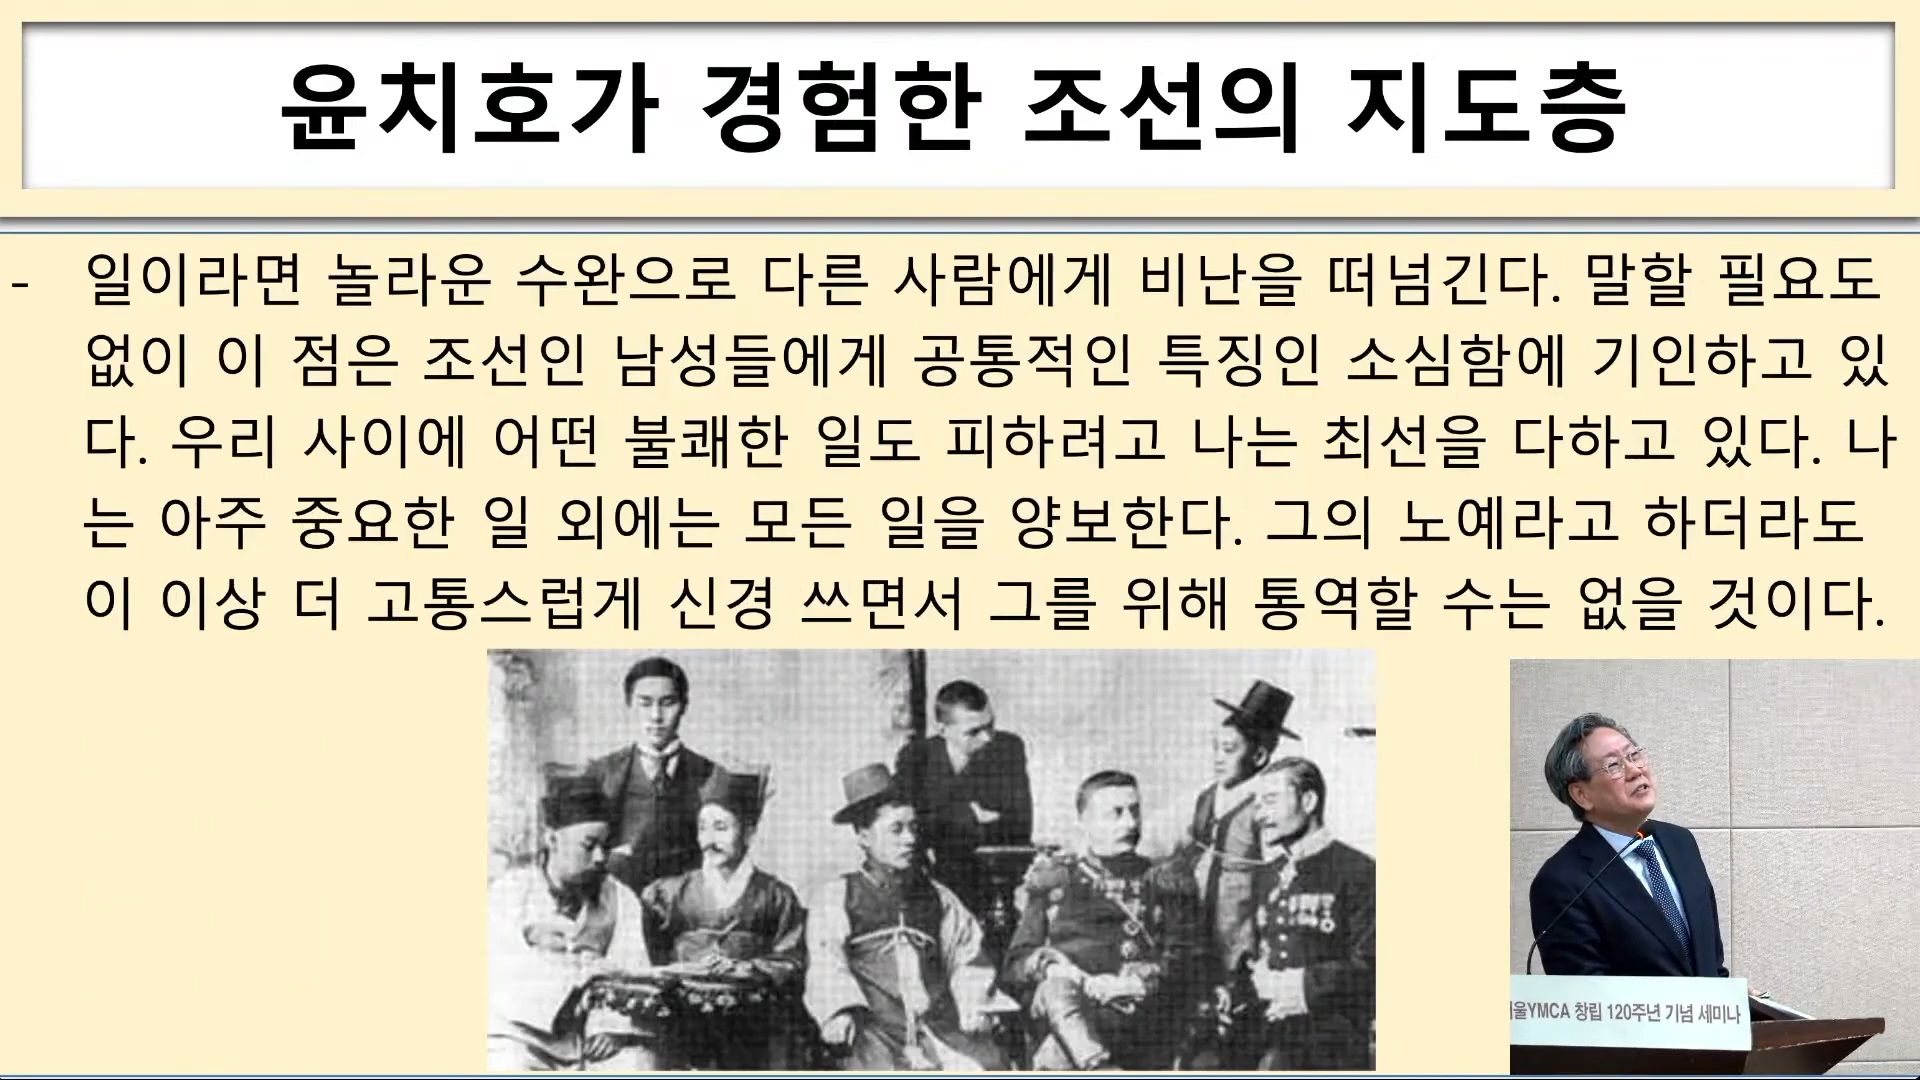 윤치호가 경험한 조선의 지도층
- 일이라면 놀라운 수완으로 다른 사람에게 비난을 떠넘긴다. 말할 필요도
없이 이 점은 조선인 남성들에게 공통적인 특징인 소심함에 기인하고 있
다. 우리 사이에 어떤 불쾌한 일도 피하려고 나는 최선을 다하고 있다. 나
는 아주 중요한 일 외에는 모든 일을 양보한다. 그의 노예라고 하더라도
이 이상 더 고통스럽게 신경 쓰면서 그를 위해 통역할 수는 없을 것이다.
울YMCA 창립 120주년 기념 세미나